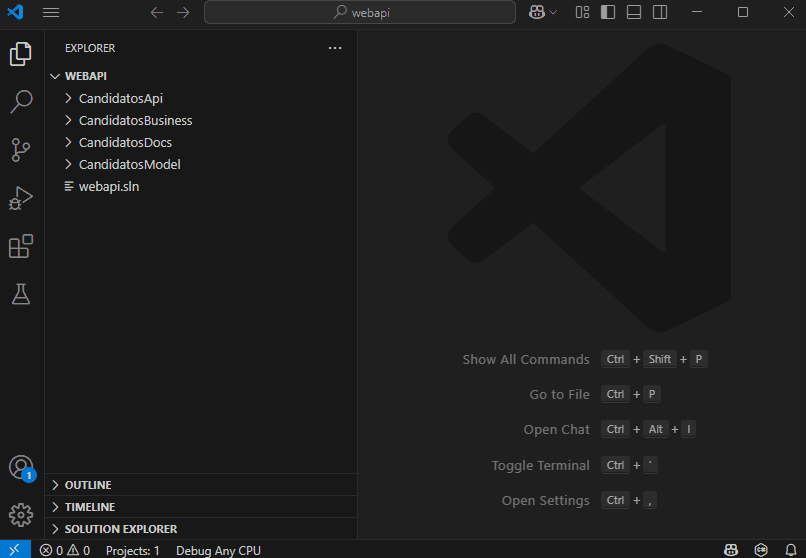 webapi
EXPLORER
WEBAPI
CandidatosApi
CandidatosBusiness
CandidatosDocs
CandidatosModel
webapi.sln
Show All Commands Ctrl + Shift + P
Go to File Ctrl + P
Open Chat Ctrl + Alt + I
Toggle Terminal Ctrl + '
Open Settings Ctrl + ,
OUTLINE
TIMELINE
1
SOLUTION EXPLORER
0 0 Projects: 1 Debug Any CPU